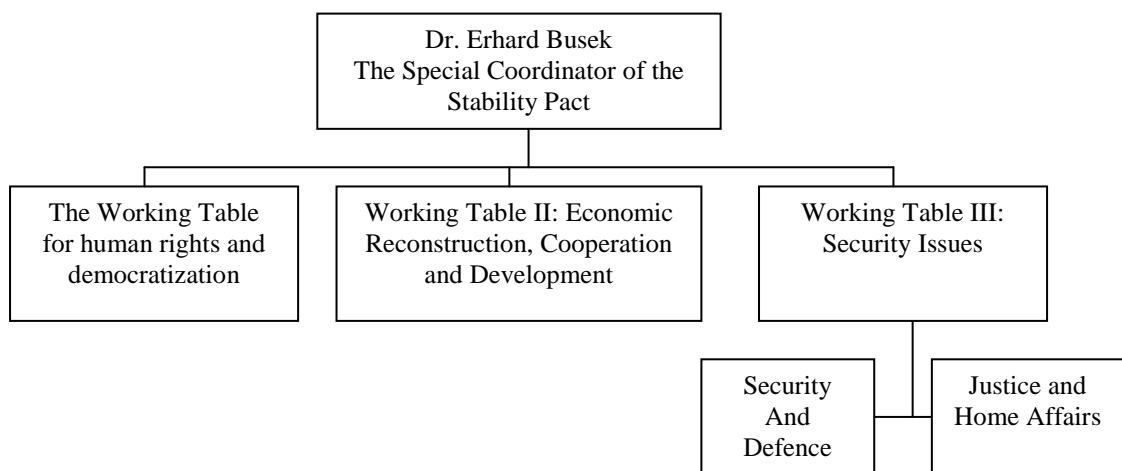 Dr. Erhard Busek
The Special Coordinator of the
Stability Pact
The Working Table
for human rights and
democratization
Working Table II: Economic
Reconstruction, Cooperation
and Development
Working Table III:
Security Issues
Security
And
Defence
Justice and
Home Affairs